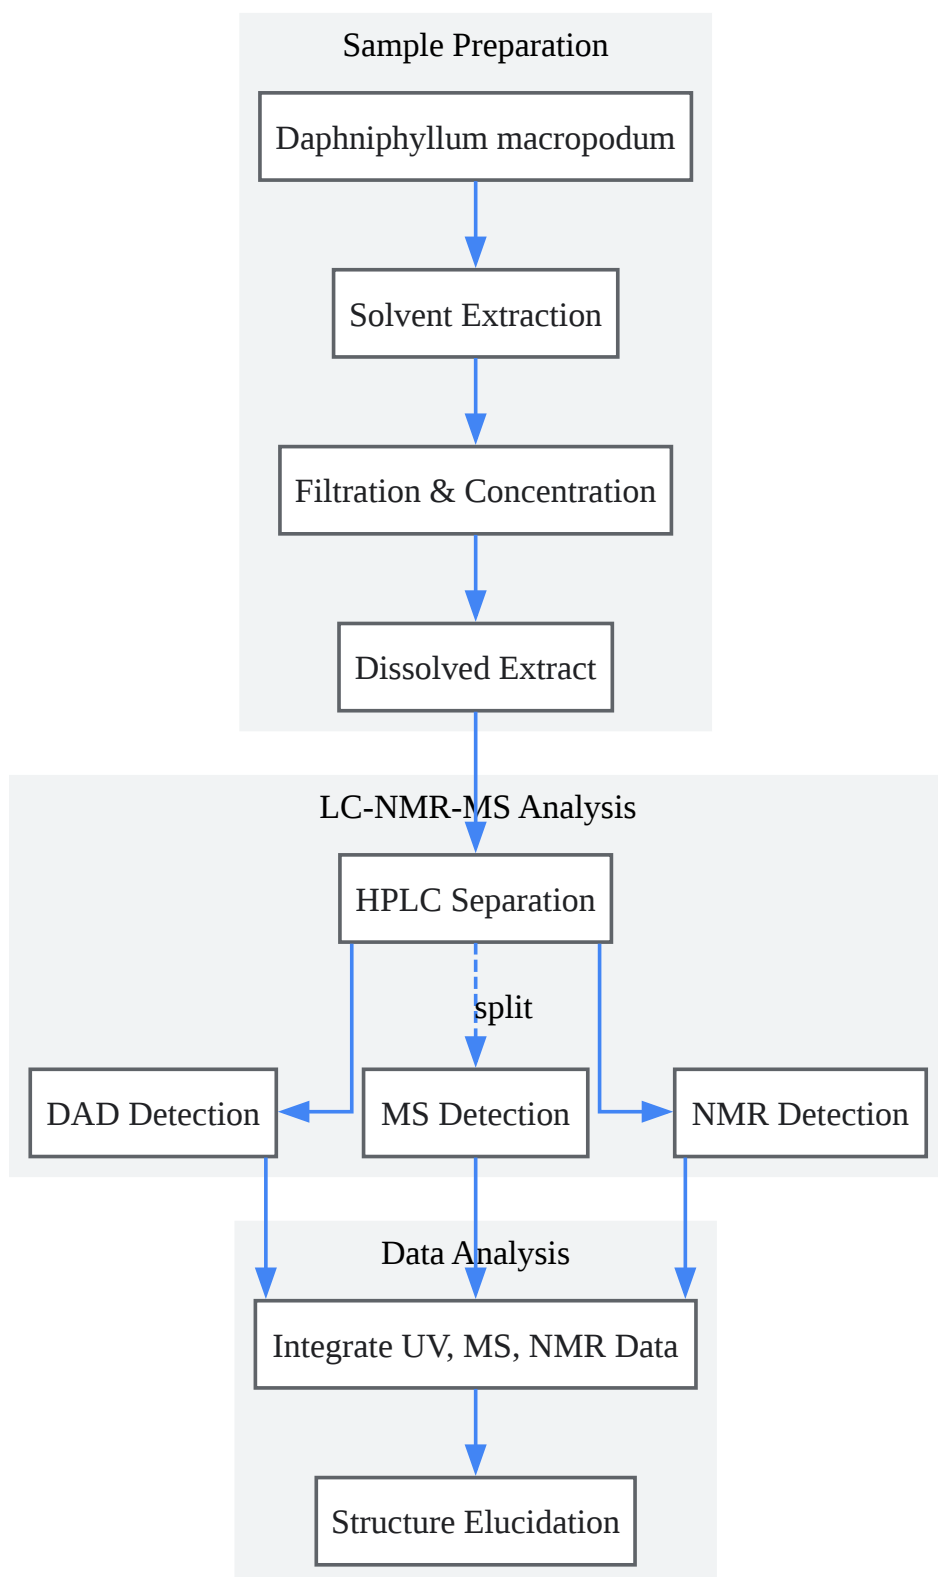 Sample Preparation
Daphniphyllum macropodum
Solvent Extraction
Filtration & Concentration
Dissolved Extract
LC-NMR-MS Analysis
HPLC Separation
split
DAD Detection
MS Detection
NMR Detection
Data Analysis
Integrate UV, MS, NMR Data
Structure Elucidation